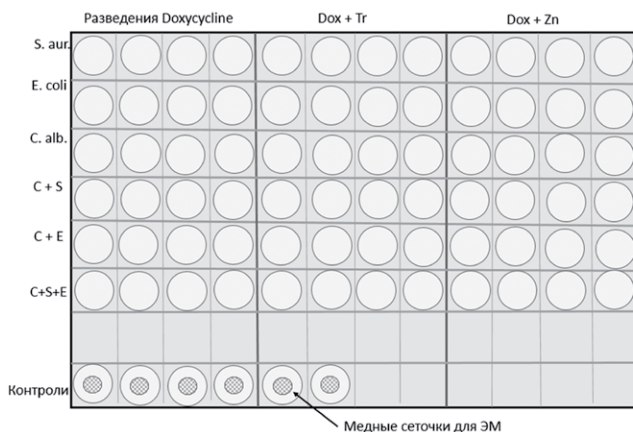 Разведения Doxycycline
Dox + Tr
Dox + Zn
S. aur.
E. coli
C. alb.
C + S
C + E
C+S+E
Контроли
Медные сеточки для ЭМ